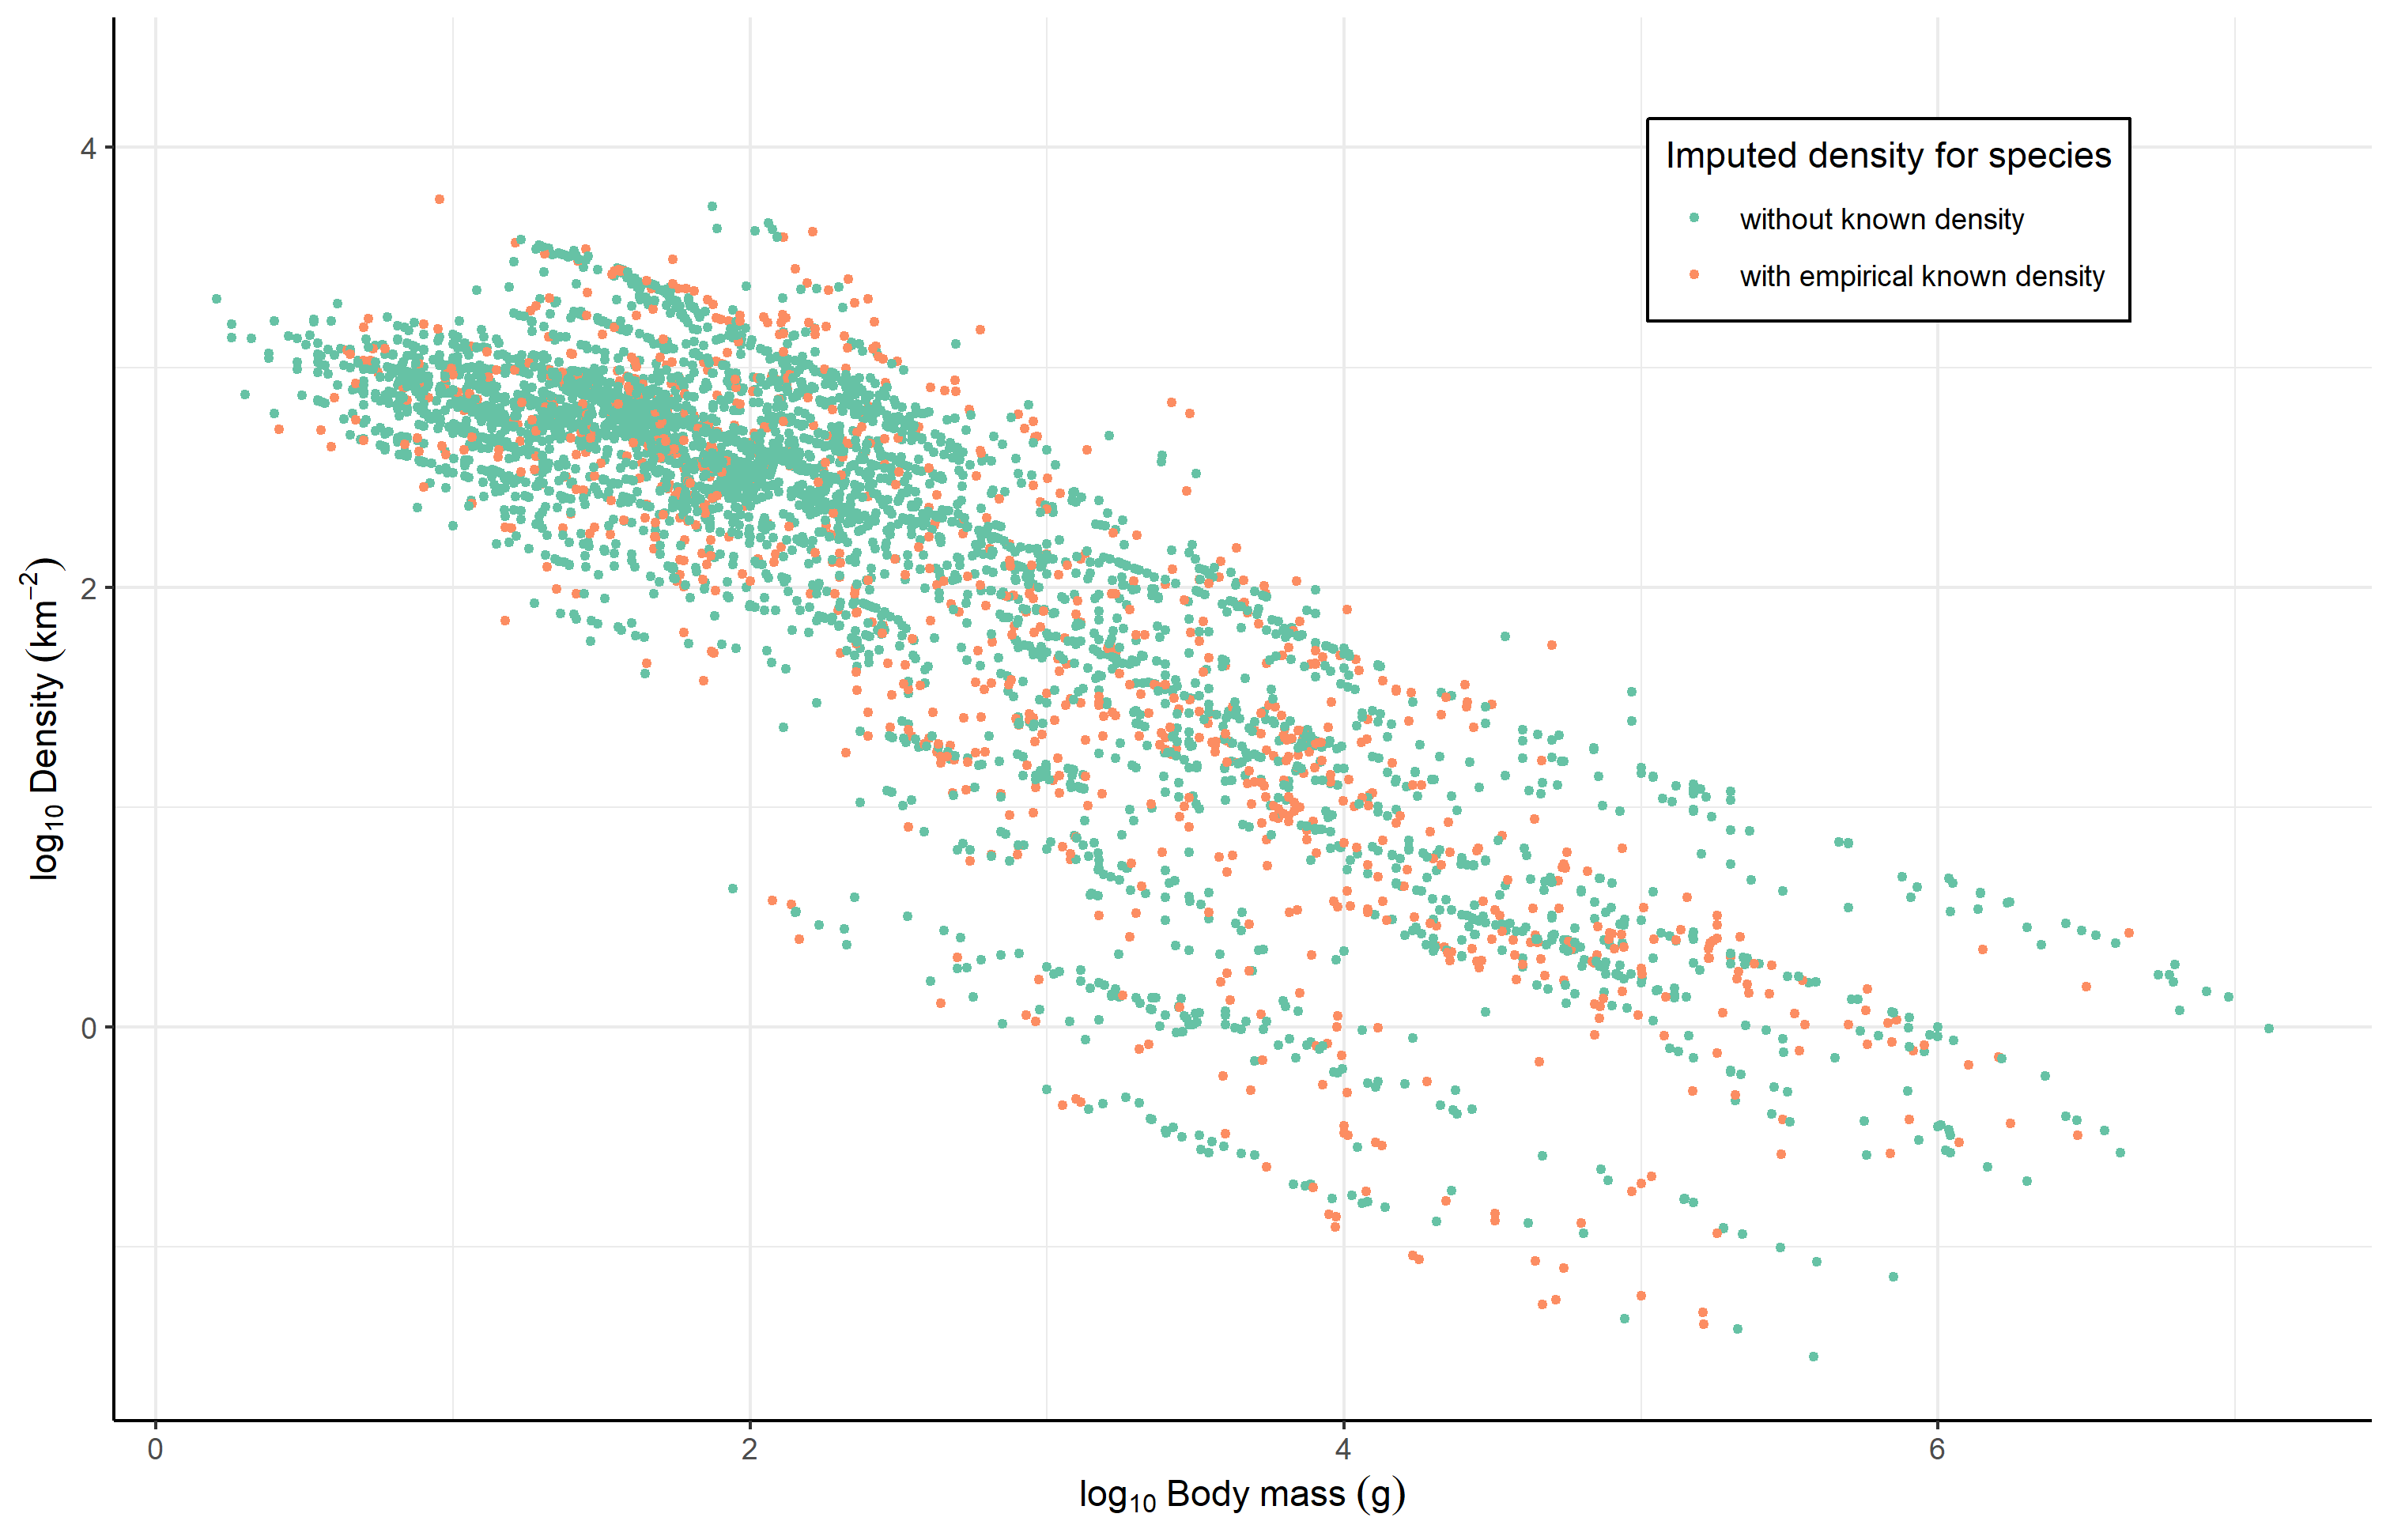 Imputed density for species
without known density
with empirical known density
4
2
0
log₁₀ Density (km⁻²)
0 2 4 6
log₁₀ Body mass (g)